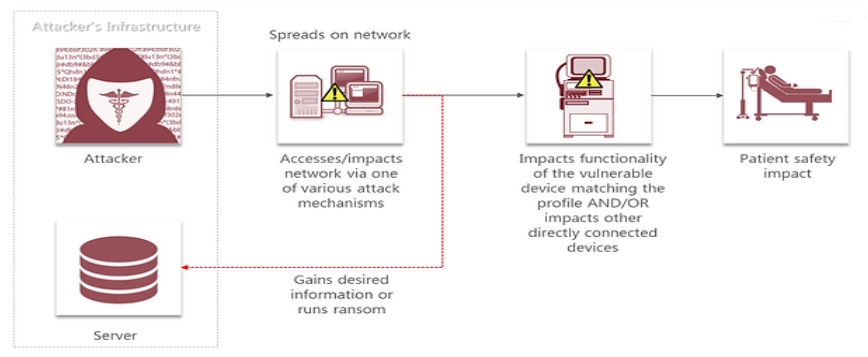 Attacker's Infrastructure
Spreads on network
Attacker
Accesses/impacts
network via one
of various attack
mechanisms
Impacts functionality
of the vulnerable
device matching the
profile AND/OR
impacts other
directly connected
devices
Patient safety
impact
Gains desired
information or
runs ransom
Server